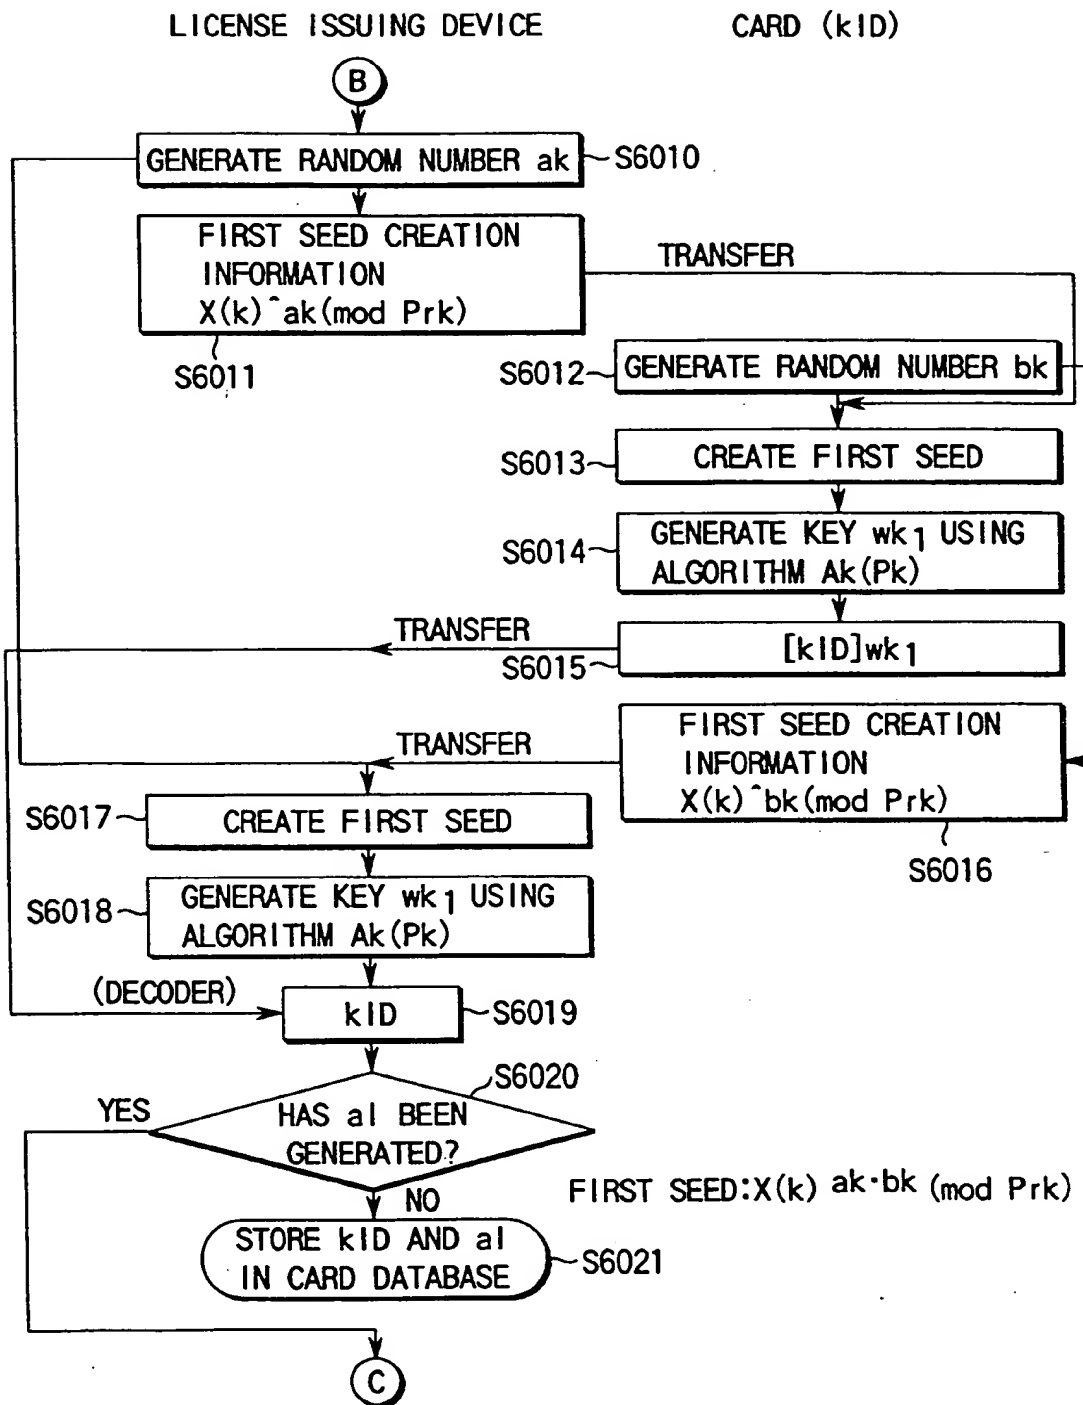 LICENSE ISSUING DEVICE
CARD (kID)
B
GENERATE RANDOM NUMBER ak
S6010
FIRST SEED CREATION
INFORMATION
X(k)^ak(mod Prk)
S6011
TRANSFER
S6012
GENERATE RANDOM NUMBER bk
S6013
CREATE FIRST SEED
S6014
GENERATE KEY wk1 USING
ALGORITHM Ak(Pk)
TRANSFER
S6015
[kID]wk1
TRANSFER
FIRST SEED CREATION
INFORMATION
X(k)^bk(mod Prk)
S6016
S6017
CREATE FIRST SEED
S6018
GENERATE KEY wk1 USING
ALGORITHM Ak(Pk)
(DECODER)
kID
S6019
S6020
YES
HAS al BEEN
GENERATED?
NO
FIRST SEED:X(k) ak·bk (mod Prk)
STORE kID AND al
IN CARD DATABASE
S6021
C